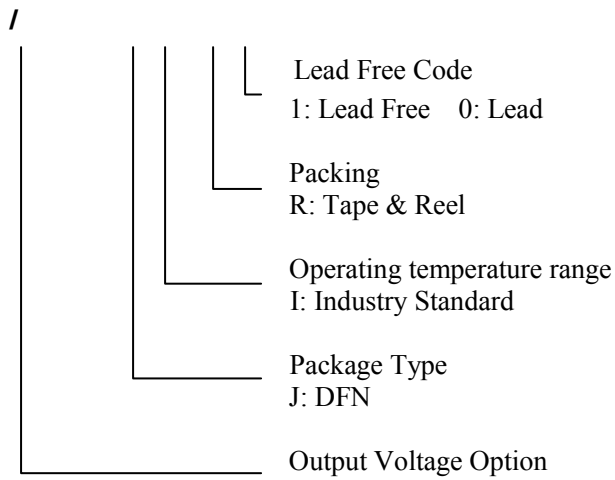 /
Lead Free Code
1: Lead Free 0: Lead
Packing
R: Tape & Reel
Operating temperature range
I: Industry Standard
Package Type
J: DFN
Output Voltage Option